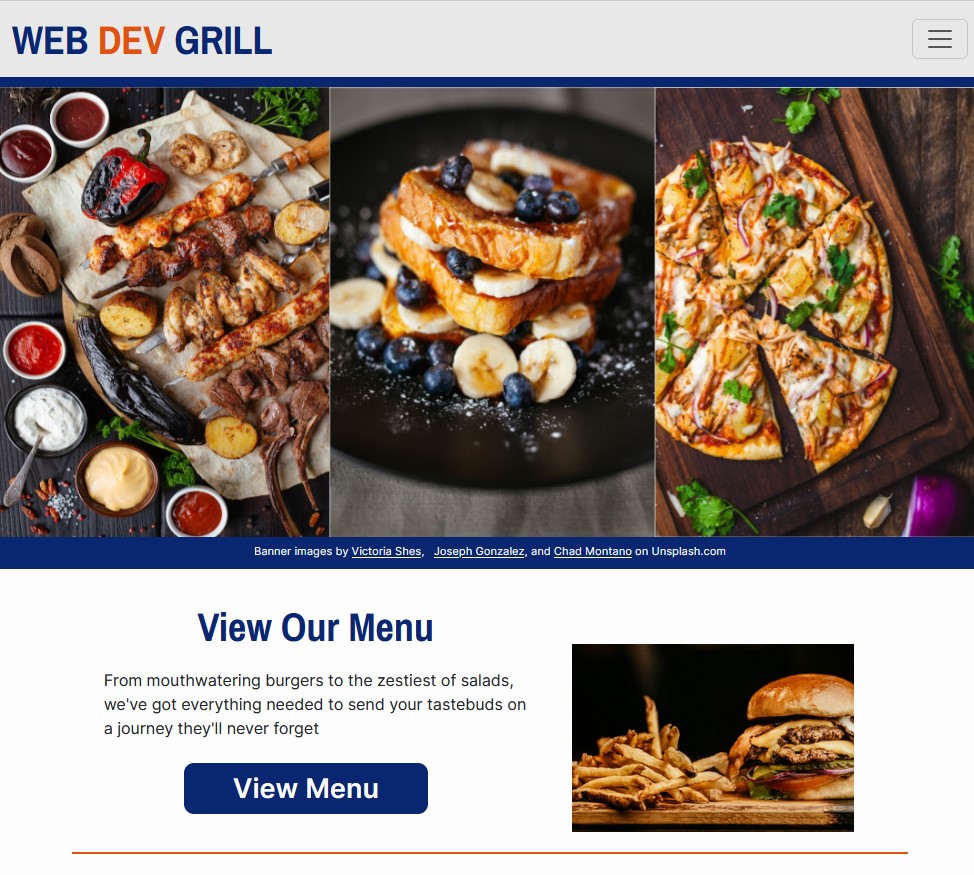 WEB DEV GRILL
Banner images by Victoria Shes, Joseph Gonzalez, and Chad Montano on Unsplash.com
View Our Menu
From mouthwatering burgers to the zestiest of salads,
we've got everything needed to send your tastebuds on
a journey they'll never forget
View Menu